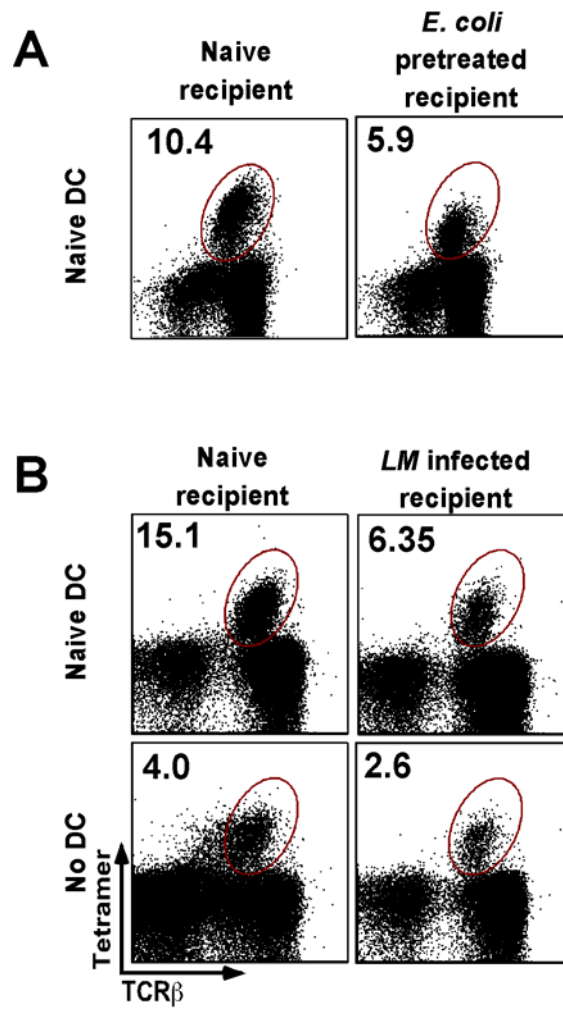 A
Naive
recipient
E. coli
pretreated
recipient
Naive DC
10.4
5.9
B
Naive
recipient
LM infected
recipient
Naive DC
15.1
6.35
No DC
4.0
2.6
Tetramer
TCRβ